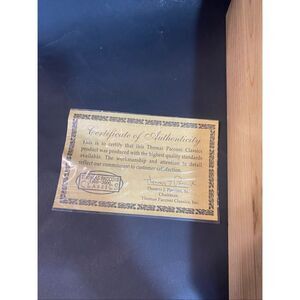 Certificate of Authenticity
This is to certify that this Thomas Pacconi Classics
product was produced with the highest quality standards
available. The workmanship and attention to detail
reflect our commitment to customer satisfaction.
Thomas J. Pacconi, Sr.
Chairman
Thomas Pacconi Classics, Inc.